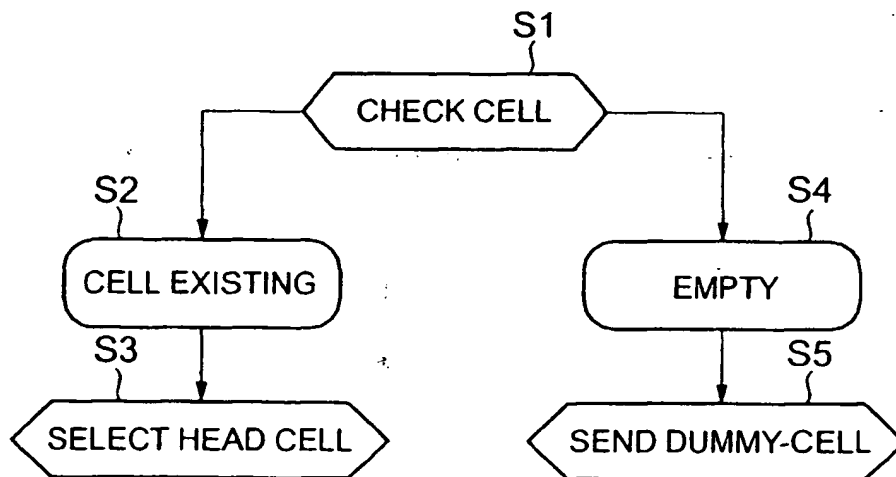 S1
CHECK CELL
S2
S4
CELL EXISTING
EMPTY
S3
S5
SELECT HEAD CELL
SEND DUMMY-CELL